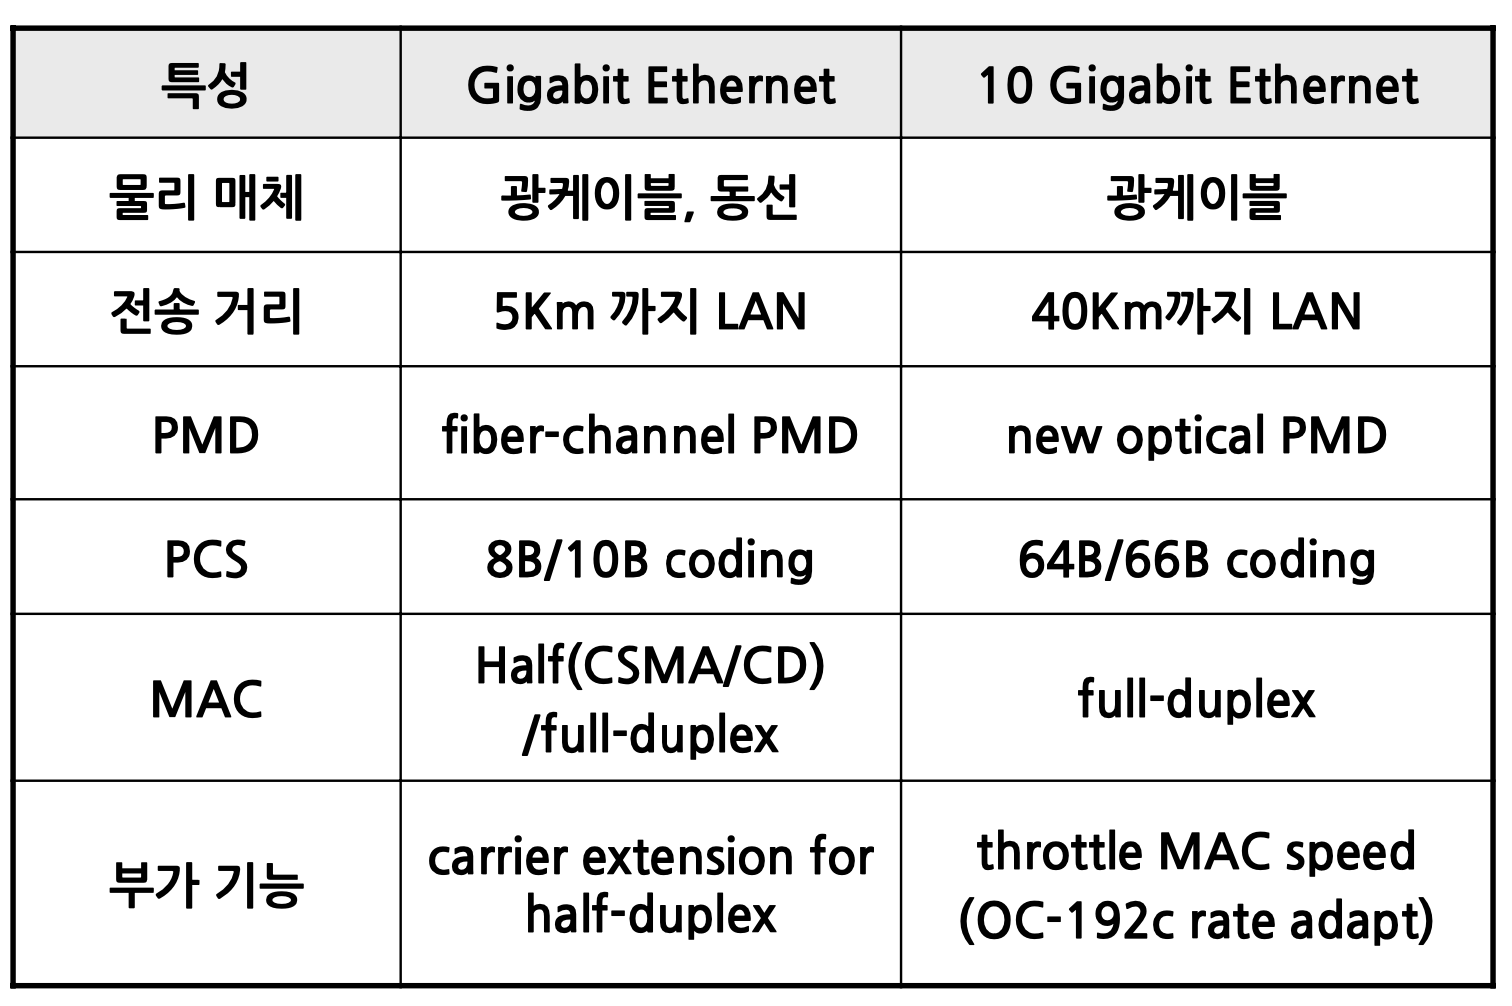 특성 Gigabit Ethernet 10 Gigabit Ethernet
물리 매체 광케이블, 동선 광케이블
전송 거리 5Km 까지 LAN 40Km까지 LAN
PMD fiber-channel PMD new optical PMD
PCS 8B/10B coding 64B/66B coding
MAC
Half(CSMA/CD)
/full-duplex
full-duplex
부가 기능
carrier extension for
half-duplex
throttle MAC speed
(OC-192c rate adapt)